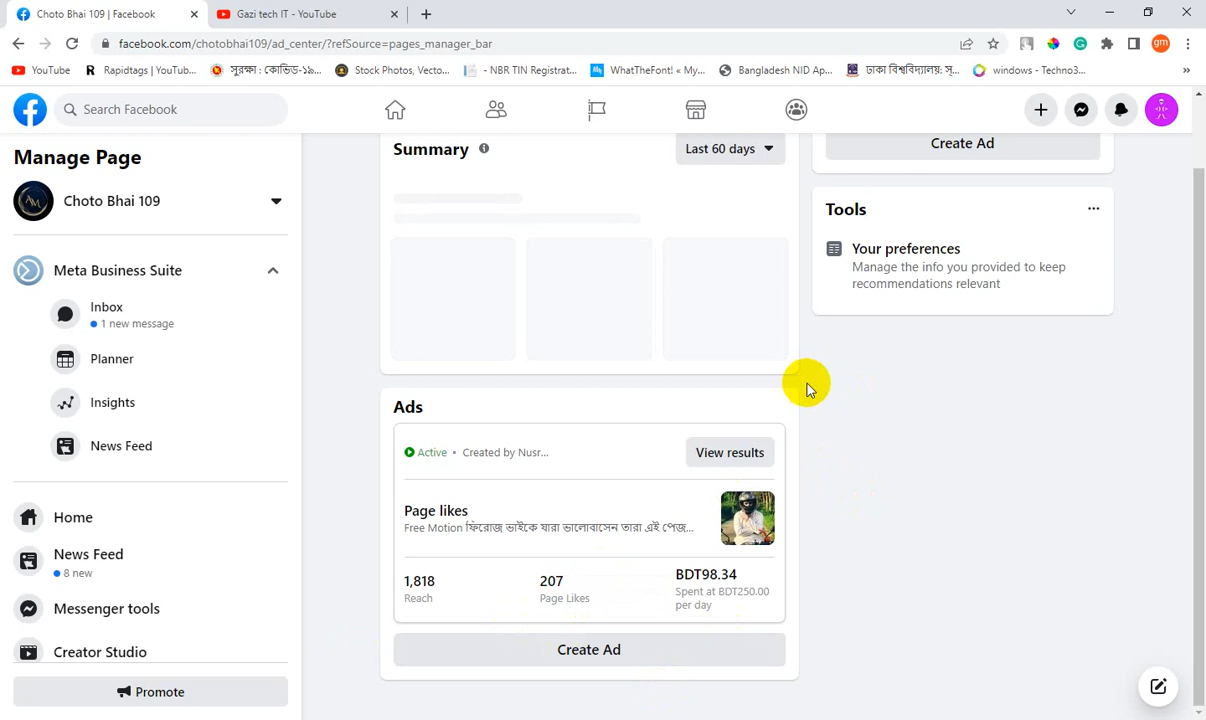 Choto Bhai 109 | Facebook
Gazi tech IT - YouTube
facebook.com/chotobhai109/ad_center/?refSource=pages_manager_bar
gm
YouTube
Rapidtags | YouTub...
সুরক্ষা : কোভিড-১৯...
Stock Photos, Vecto...
- NBR TIN Registrat...
WhatTheFont! « My...
Bangladesh NID Ap...
ঢাকা বিশ্ববিদ্যালয়: স্...
windows - Techno3...
Search Facebook
Manage Page
Choto Bhai 109
Meta Business Suite
Inbox
1 new message
Planner
Insights
News Feed
Home
News Feed
8 new
Messenger tools
Creator Studio
Promote
Summary
Last 60 days
Ads
Active • Created by Nusr...
View results
Page likes
Free Motion ফিরোজ ভাইকে যারা ভালোবাসেন তারা এই পেজ...
1,818
Reach
207
Page Likes
BDT98.34
Spent at BDT250.00
per day
Create Ad
Create Ad
Tools
Your preferences
Manage the info you provided to keep
recommendations relevant